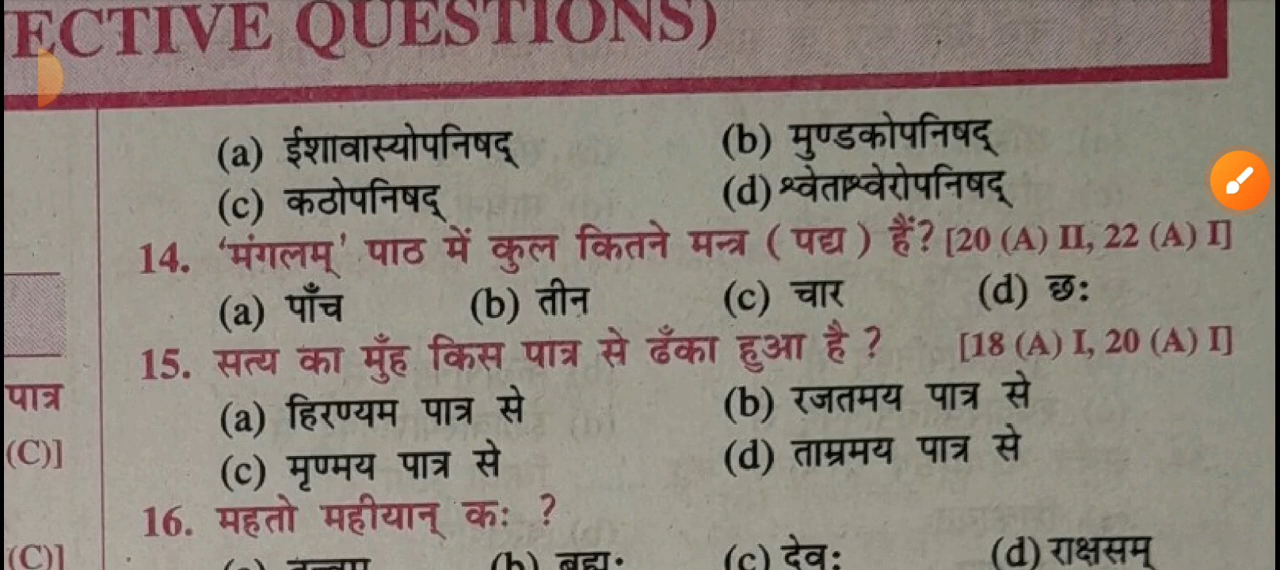 ECTIVE QUESTIONS)
(a) ईशावास्योपनिषद् (b) मुण्डकोपनिषद्
(c) कठोपनिषद् (d) श्वेताश्वेरोपनिषद्
14. 'मंगलम्' पाठ में कुल कितने मन्त्र ( पद्य ) हैं? [20 (A) II, 22 (A) I]
(a) पाँच (b) तीन (c) चार (d) छः
15. सत्य का मुँह किस पात्र से ढँका हुआ है ? [18 (A) I, 20 (A) I]
पात्र
(a) हिरण्यम पात्र से (b) रजतमय पात्र से
(C)]
(c) मृण्मय पात्र से (d) ताम्रमय पात्र से
16. महतो महीयान् कः ?
(C)]
(b) (c) देवः (d) राक्षसम्